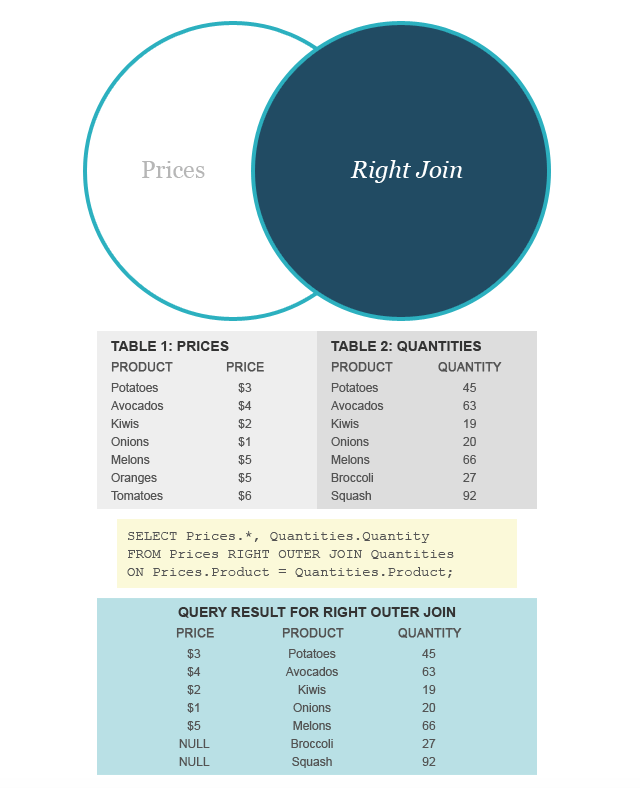 Prices
Right Join
TABLE 1: PRICES
PRODUCT PRICE
Potatoes $3
Avocados $4
Kiwis $2
Onions $1
Melons $5
Oranges $5
Tomatoes $6
TABLE 2: QUANTITIES
PRODUCT QUANTITY
Potatoes 45
Avocados 63
Kiwis 19
Onions 20
Melons 66
Broccoli 27
Squash 92
SELECT Prices.*, Quantities.Quantity
FROM Prices RIGHT OUTER JOIN Quantities
ON Prices.Product = Quantities.Product;
QUERY RESULT FOR RIGHT OUTER JOIN
PRICE PRODUCT QUANTITY
$3 Potatoes 45
$4 Avocados 63
$2 Kiwis 19
$1 Onions 20
$5 Melons 66
NULL Broccoli 27
NULL Squash 92